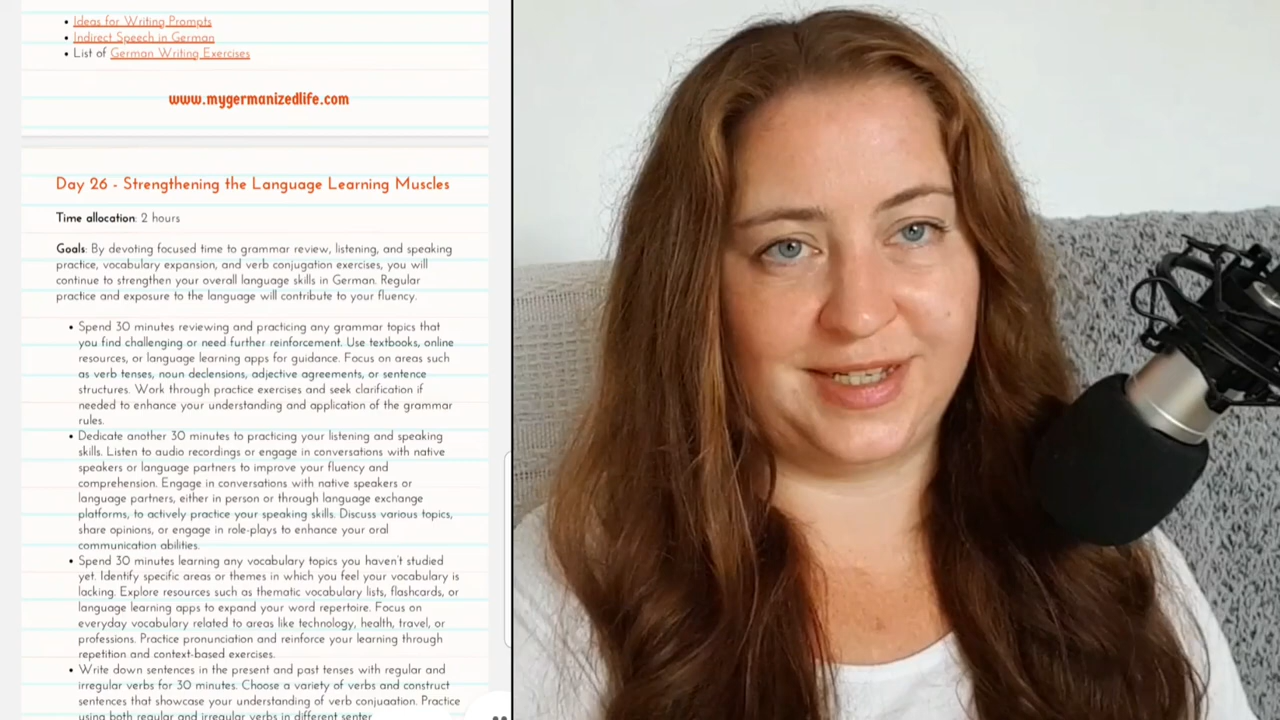 • Ideas for Writing Prompts
• Indirect Speech in German
• List of German Writing Exercises
www.mygermanizedlife.com
Day 26 - Strengthening the Language Learning Muscles
Time allocation: 2 hours
Goals: By devoting focused time to grammar review, listening, and speaking
practice, vocabulary expansion, and verb conjugation exercises, you will
continue to strengthen your overall language skills in German. Regular
practice and exposure to the language will contribute to your fluency.
• Spend 30 minutes reviewing and practicing any grammar topics that
you find challenging or need further reinforcement. Use textbooks, online
resources, or language learning apps for guidance. Focus on areas such
as verb tenses, noun declensions, adjective agreements, or sentence
structures. Work through practice exercises and seek clarification if
needed to enhance your understanding and application of the grammar
rules.
• Dedicate another 30 minutes to practicing your listening and speaking
skills. Listen to audio recordings or engage in conversations with native
speakers or language partners to improve your fluency and
comprehension. Engage in conversations with native speakers or
language partners, either in person or through language exchange
platforms, to actively practice your speaking skills. Discuss various topics,
share opinions, or engage in role-plays to enhance your oral
communication abilities.
• Spend 30 minutes learning any vocabulary topics you haven't studied
yet. Identify specific areas or themes in which you feel your vocabulary is
lacking. Explore resources such as thematic vocabulary lists, flashcards, or
language learning apps to expand your word repertoire. Focus on
everyday vocabulary related to areas like technology, health, travel, or
professions. Practice pronunciation and reinforce your learning through
repetition and context-based exercises.
• Write down sentences in the present and past tenses with regular and
irregular verbs for 30 minutes. Choose a variety of verbs and construct
sentences that showcase your understanding of verb conjugation. Practice
using both regular and irregular verbs in different